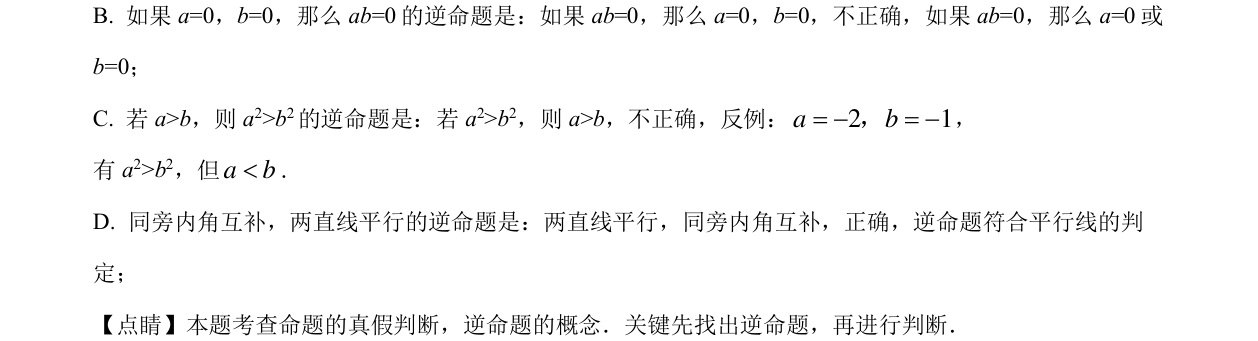 B. 如果 a=0，b=0，那么 ab=0 的逆命题是：如果 ab=0，那么 a=0，b=0，不正确，如果 ab=0，那么 a=0 或
b=0；
C. 若 a>b，则 a²>b² 的逆命题是：若 a²>b²，则 a>b，不正确，反例：a=−2，b=−1，
有 a²>b²，但 a<b．
D. 同旁内角互补，两直线平行的逆命题是：两直线平行，同旁内角互补，正确，逆命题符合平行线的判
定；
【点睛】本题考查命题的真假判断，逆命题的概念．关键先找出逆命题，再进行判断．